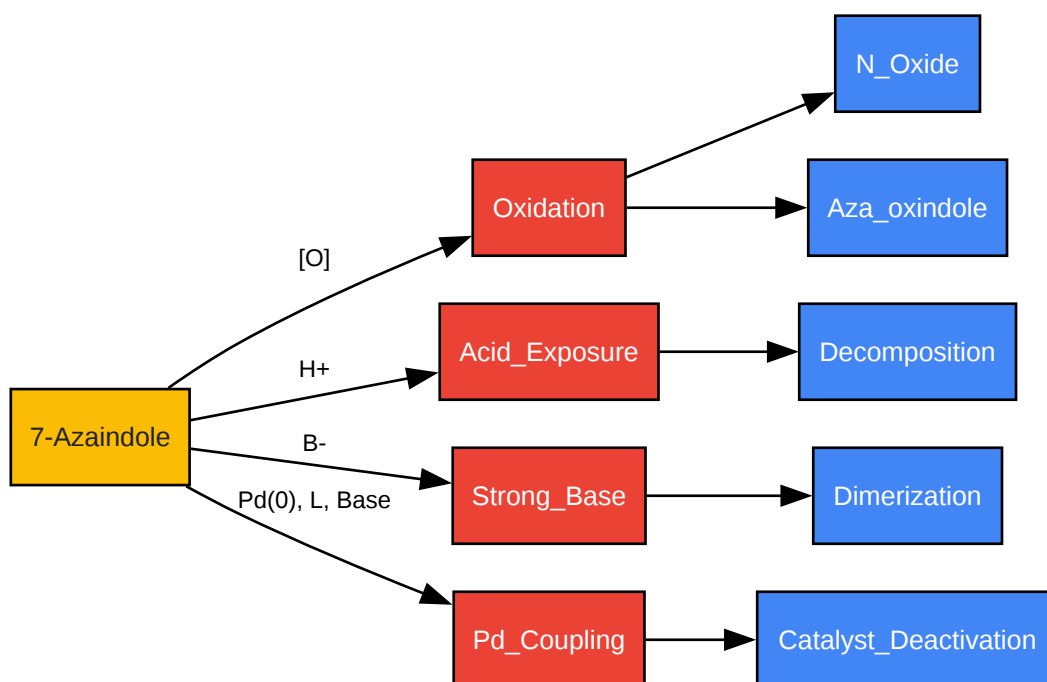 N_Oxide
Oxidation
Aza_oxindole
[O]
Acid_Exposure
Decomposition
H+
7-Azaindole
B-
Strong_Base
Dimerization
Pd(0), L, Base
Pd_Coupling
Catalyst_Deactivation